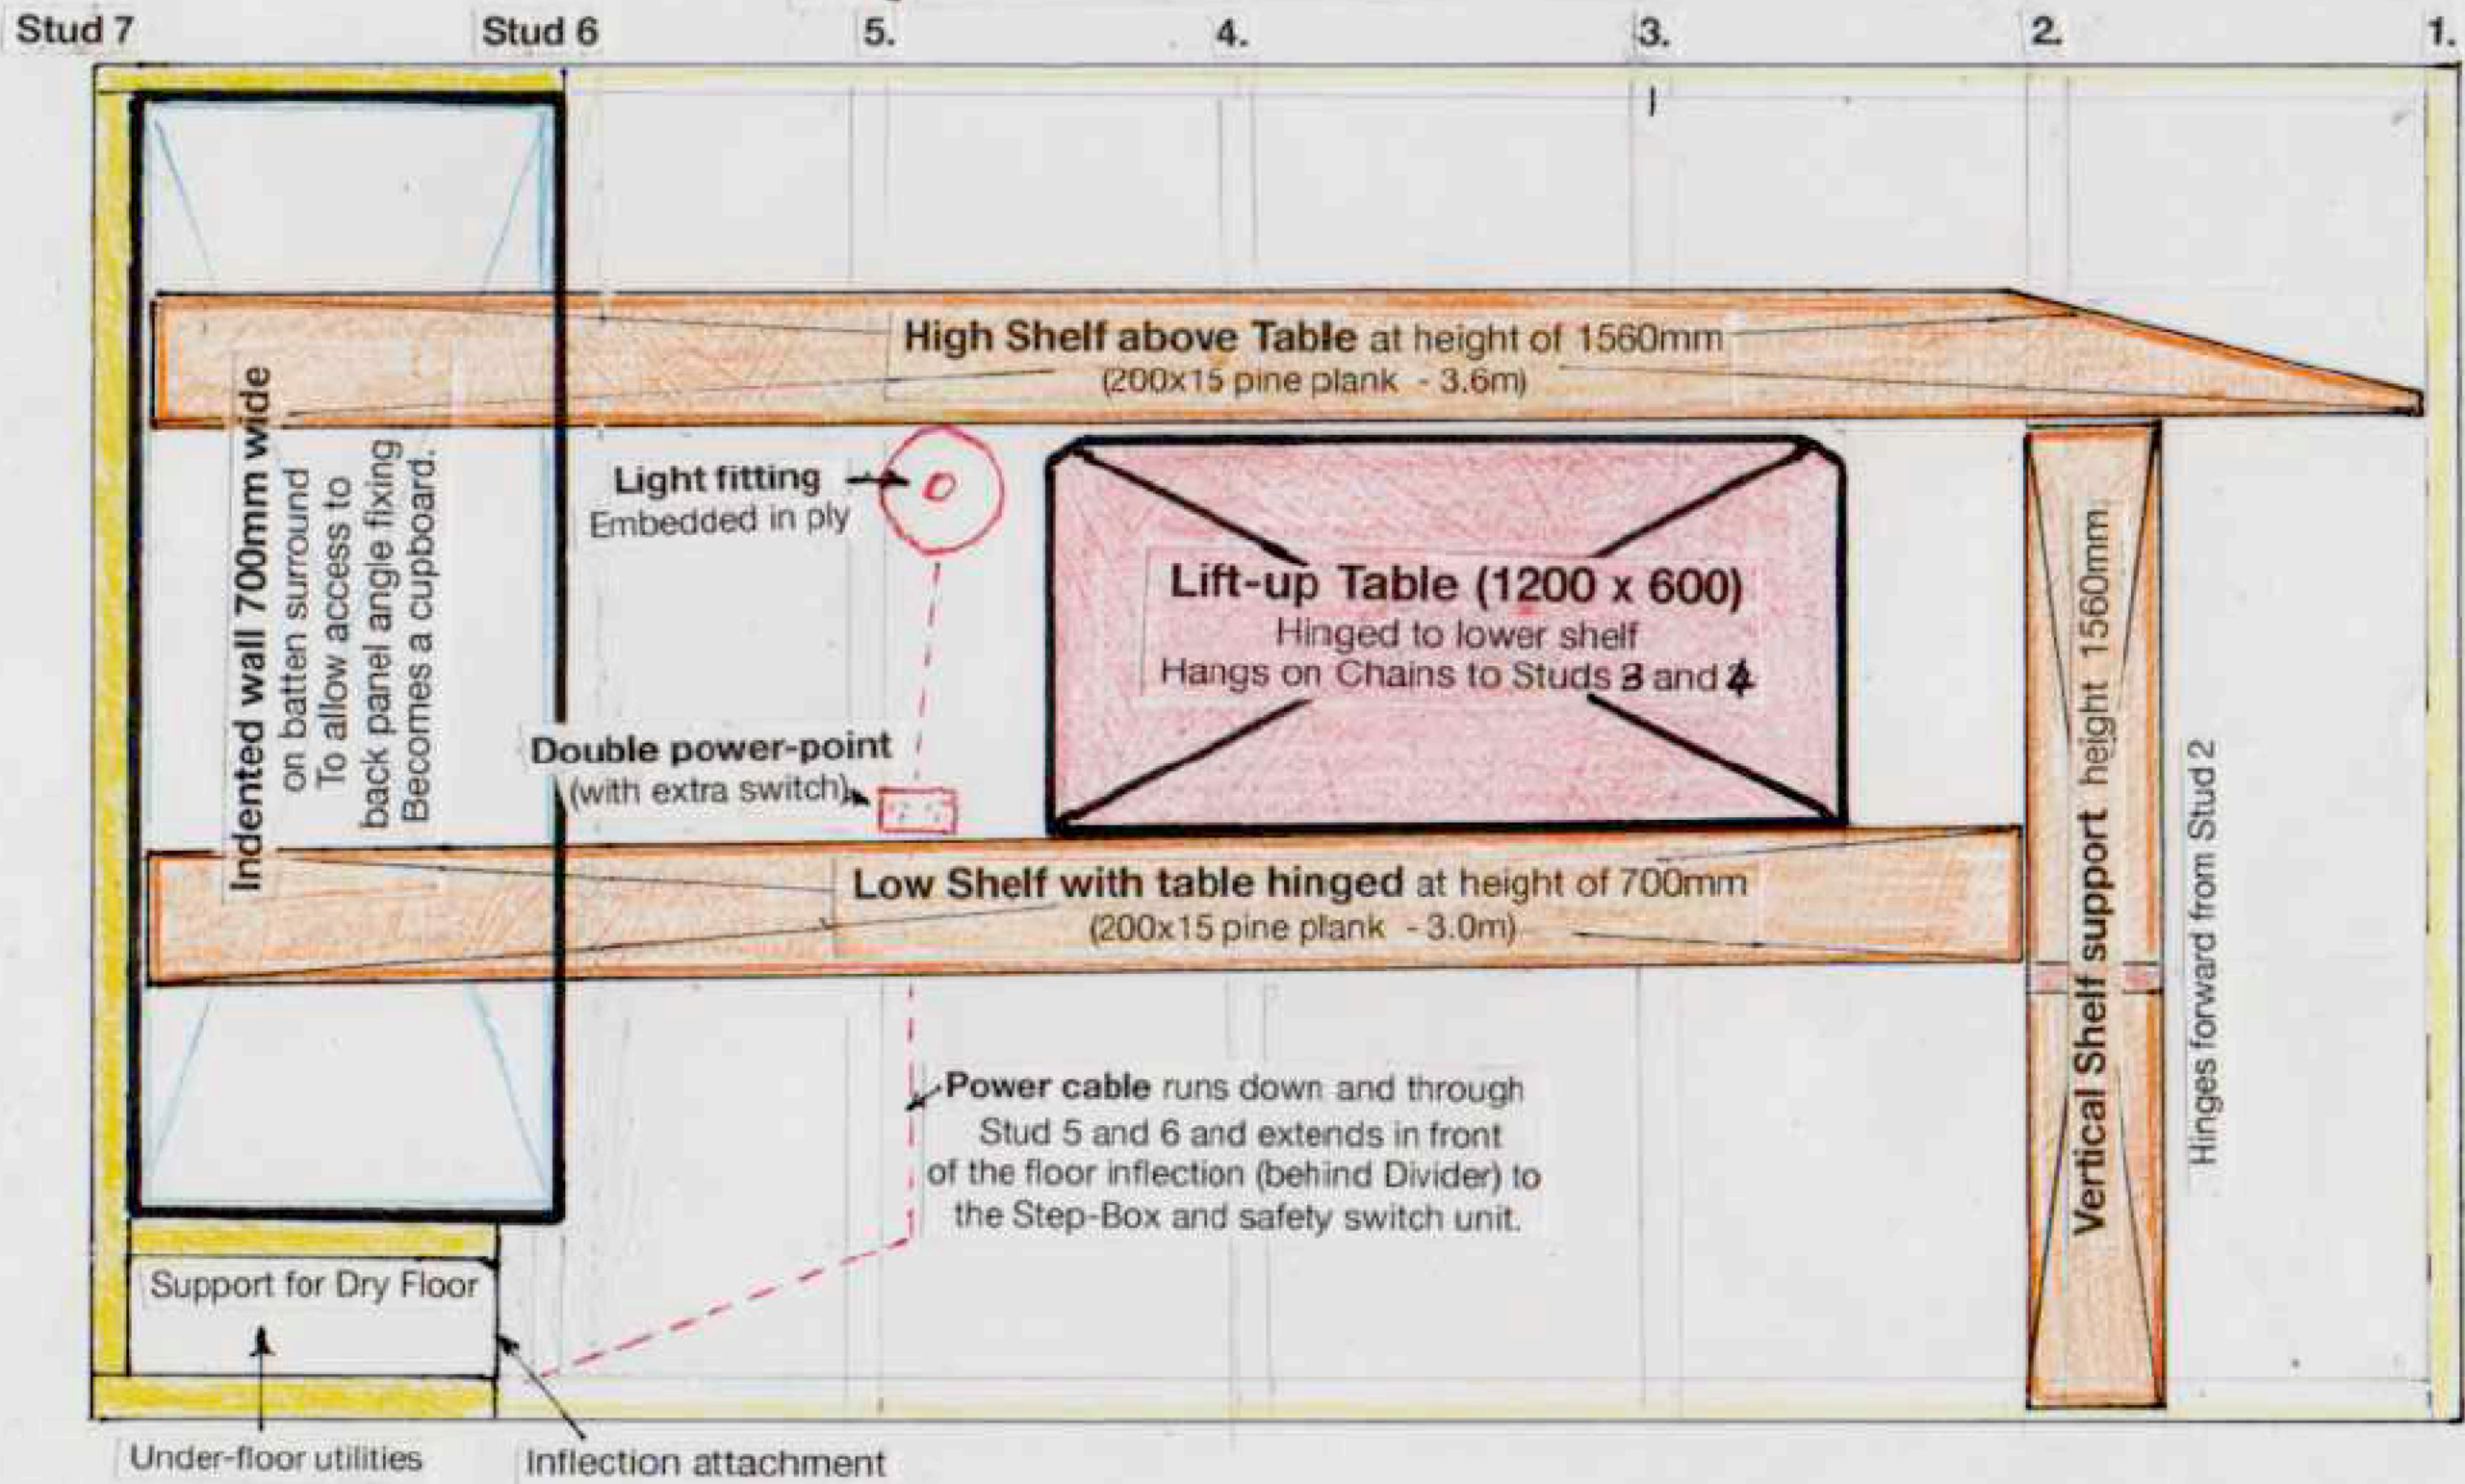 Stud 7
Stud 6
5.
4.
3.
2.
1.
High Shelf above Table at height of 1560mm
(200x15 pine plank - 3.6m)
Indented wall 700mm wide
on batten surround
To allow access to
back panel angle fixing
Becomes a cupboard.
Light fitting
Embedded in ply
Lift-up Table (1200 x 600)
Hinged to lower shelf
Hangs on Chains to Studs 3 and 4
Double power-point
(with extra switch)
Low Shelf with table hinged at height of 700mm
(200x15 pine plank - 3.0m)
Vertical Shelf support height 1560mm
Hinges forward from Stud 2
Power cable runs down and through
Stud 5 and 6 and extends in front
of the floor inflection (behind Divider) to
the Step-Box and safety switch unit.
Support for Dry Floor
Under-floor utilities
Inflection attachment